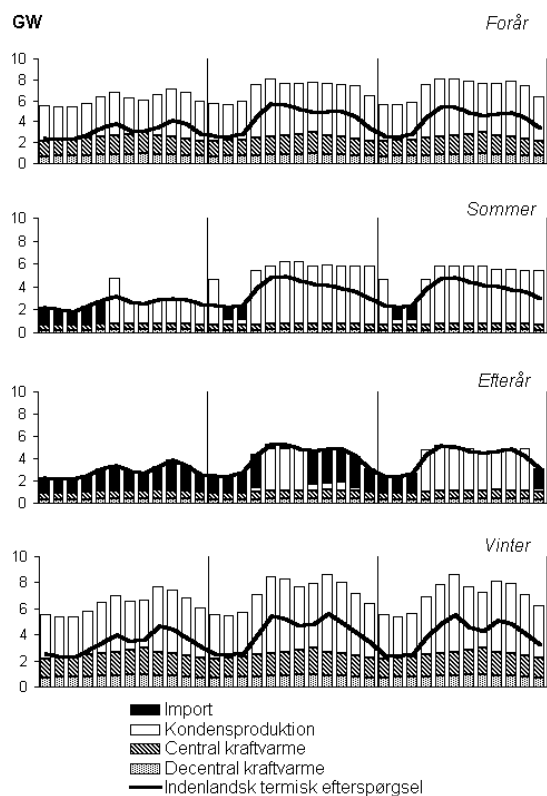 GW
Forår
10
8
6
4
2
0
Sommer
10
8
6
4
2
0
Efterår
10
8
6
4
2
0
Vinter
10
8
6
4
2
0
Import
Kondensproduktion
Central kraftvarme
Decentral kraftvarme
Indenlandsk termisk efterspørgsel